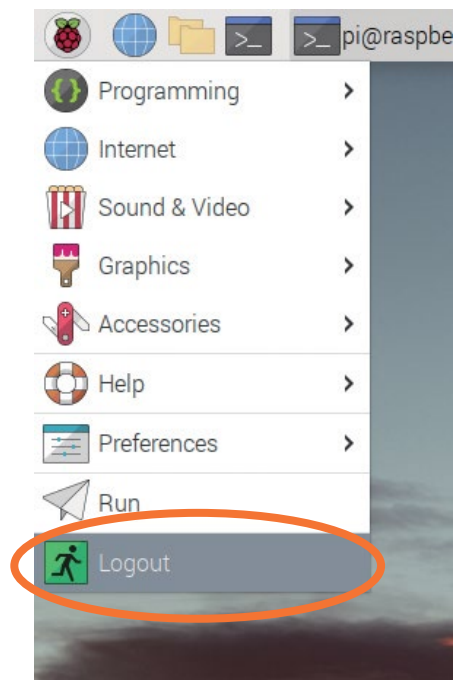 pi@raspbe
Programming
Internet
Sound & Video
Graphics
Accessories
Help
Preferences
Run
Logout